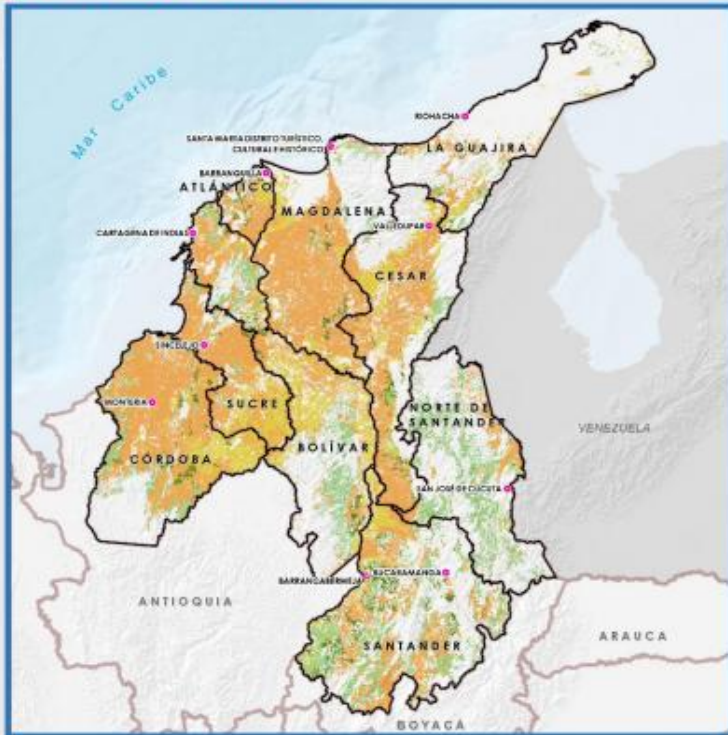 Mar Caribe
RIOHACHA
SANTA MARTA DISTRITO TURÍSTICO,
CULTURAL E HISTÓRICO
LA GUAJIRA
BARRANQUILLA
ATLÁNTICO
MAGDALENA
VALLEDUPAR
CARTAGENA DE INDIAS
CESAR
SINCELEJO
MONTERÍA
SUCRE
NORTE DE
SANTANDER
VENEZUELA
BOLÍVAR
CÓRDOBA
SAN JOSÉ DE CÚCUTA
BARRANCABERMEJA
BUCARAMANGA
ANTIOQUIA
ARAUCA
SANTANDER
BOYACÁ